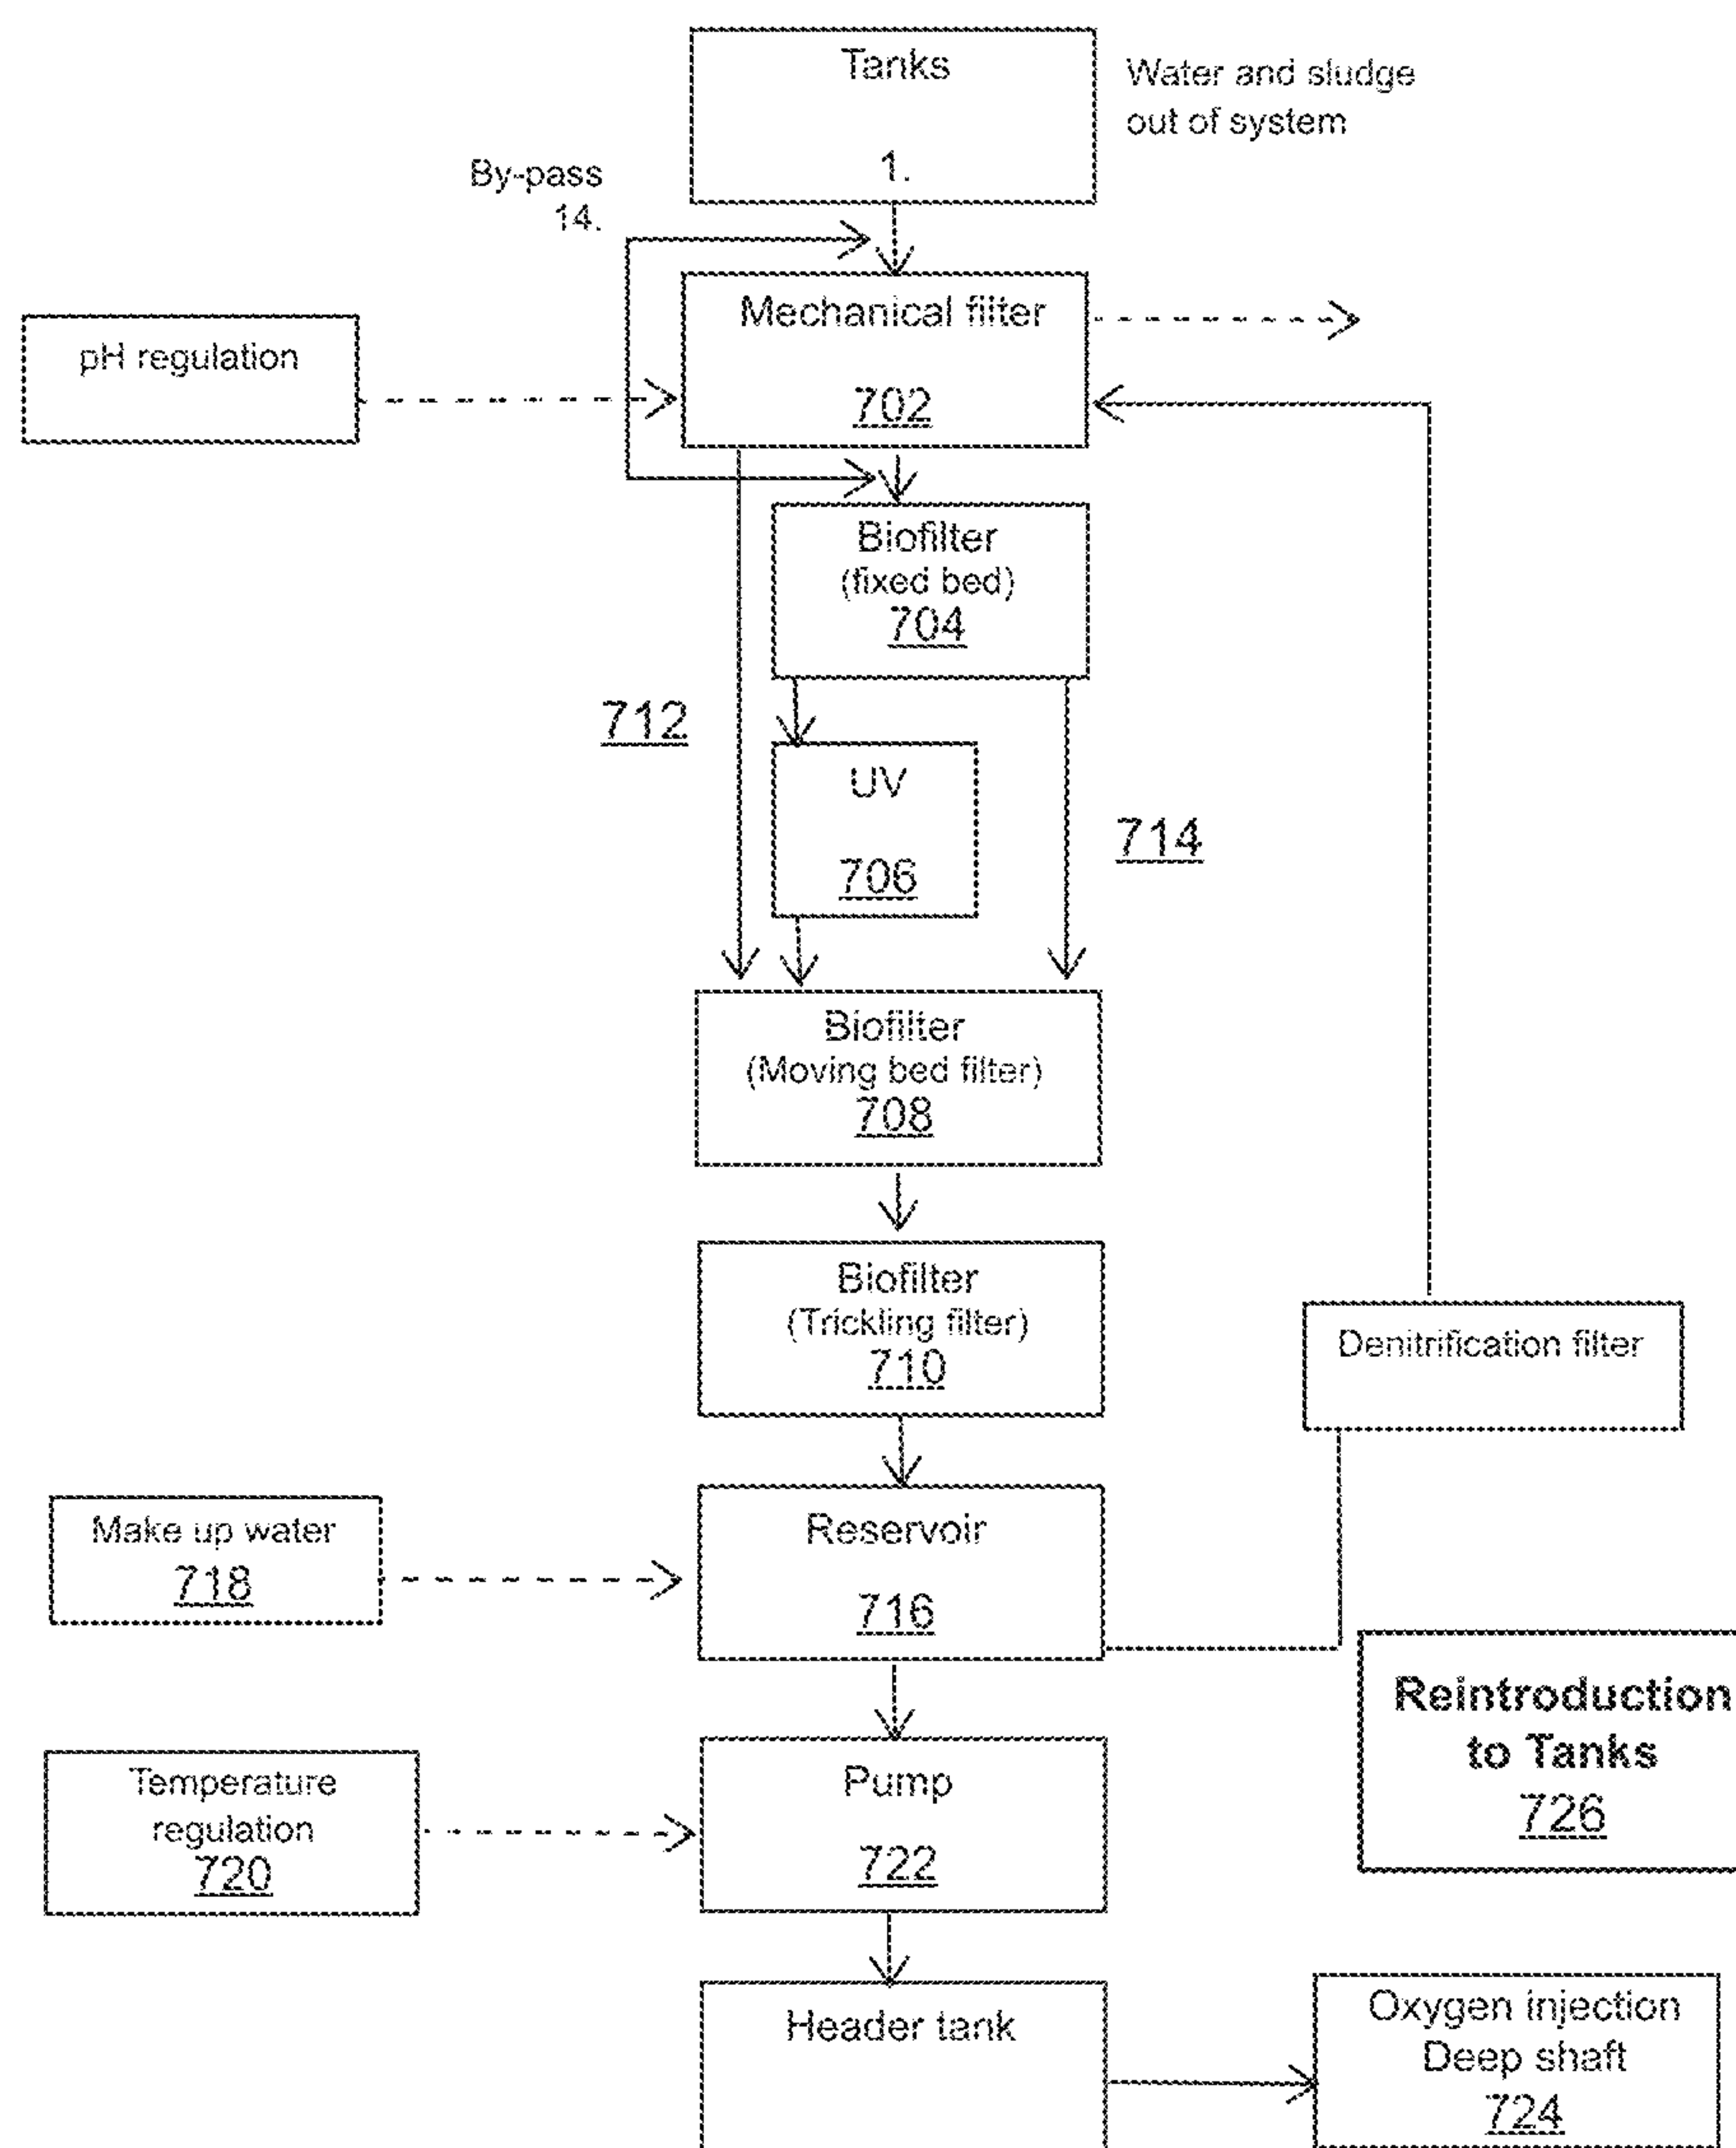 Tanks
1.
Water and sludge
out of system
By-pass
14.
Mechanical filter
702
pH regulation
Biofilter
(fixed bed)
704
712
UV
706
714
Biofilter
(Moving bed filter)
708
Biofilter
(Trickling filter)
710
Denitrification filter
Make up water
718
Reservoir
716
Reintroduction
to Tanks
726
Temperature
regulation
720
Pump
722
Header tank
Oxygen injection
Deep shaft
724